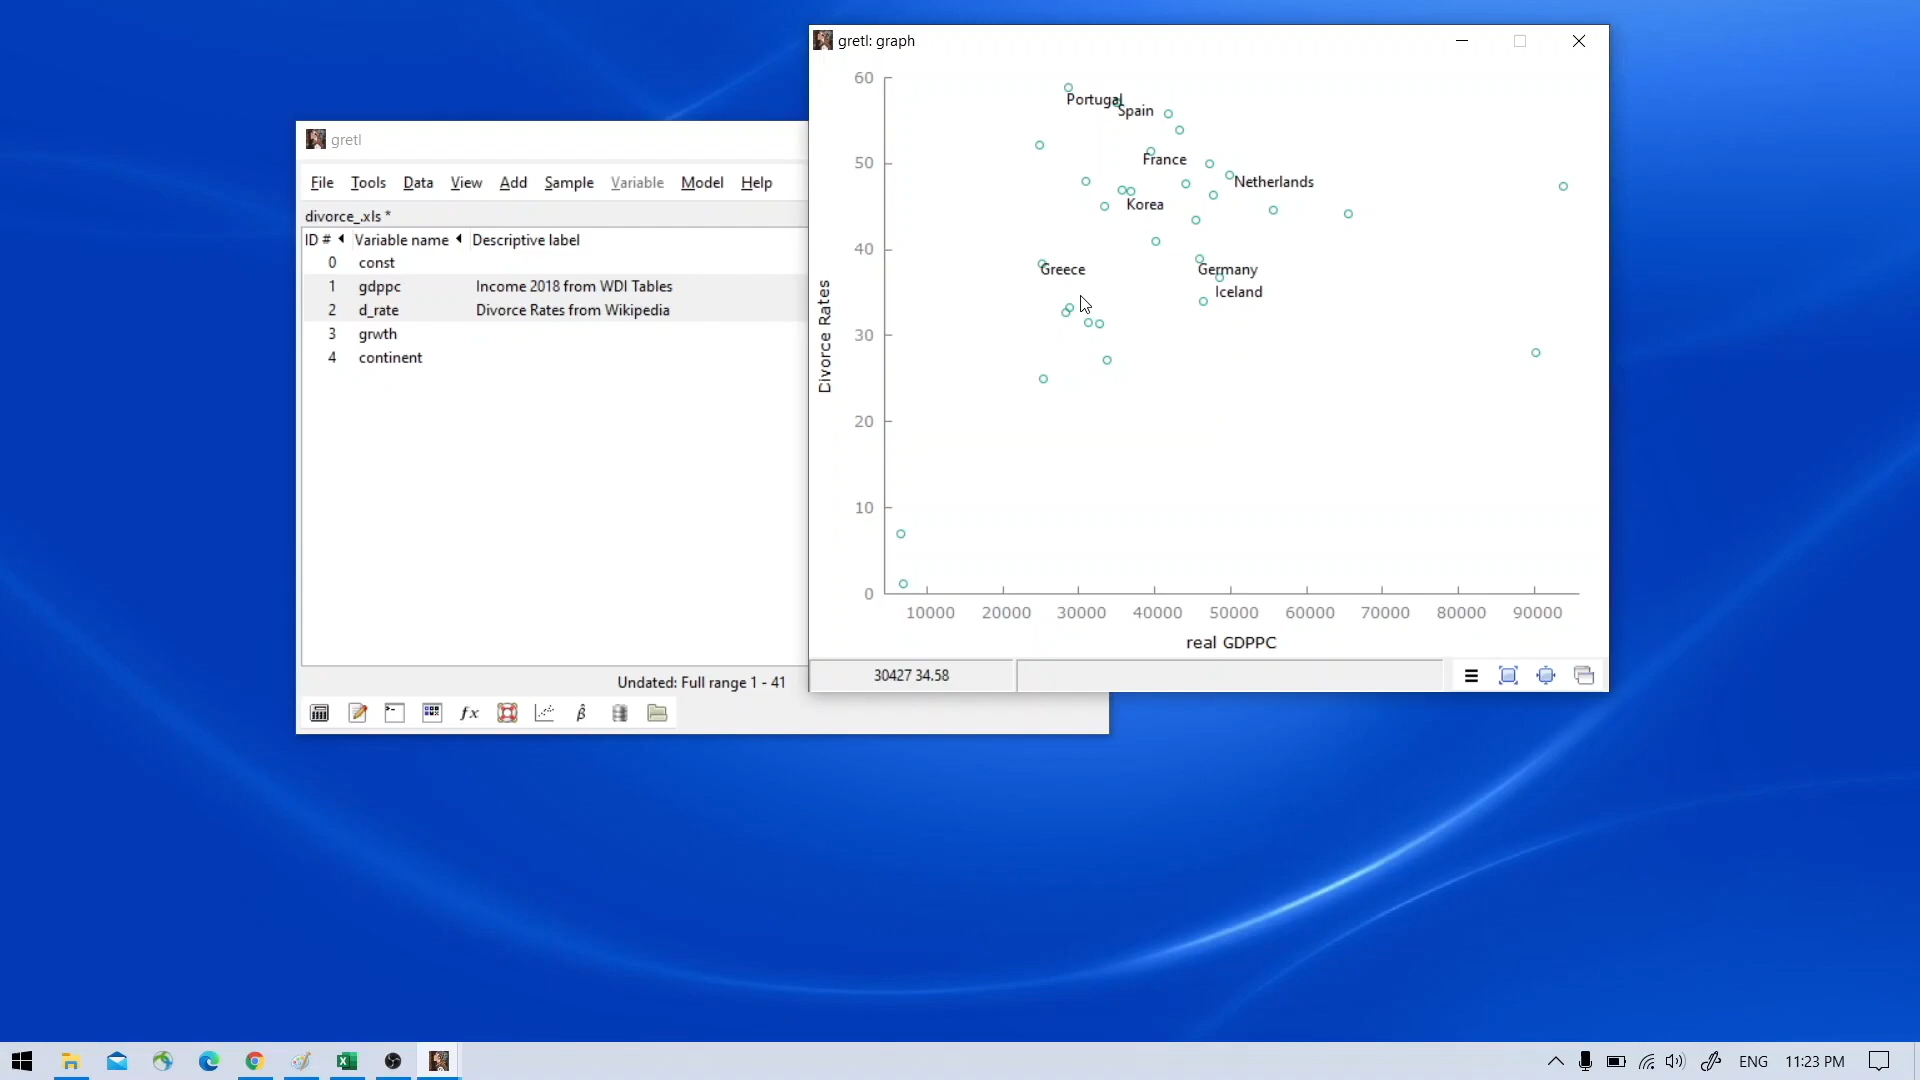 gretl
File Tools Data View Add Sample Variable Model Help
divorce_.xls *
ID # Variable name Descriptive label
0 const
1 gdppc Income 2018 from WDI Tables
2 d_rate Divorce Rates from Wikipedia
3 grwth
4 continent
Undated: Full range 1 - 41
fx
β̂
gretl: graph
60
50
40
30
20
10
0
Divorce Rates
Portugal
Spain
France
Netherlands
Korea
Greece
Germany
Iceland
10000 20000 30000 40000 50000 60000 70000 80000 90000
real GDPPC
30427 34.58
ENG 11:23 PM